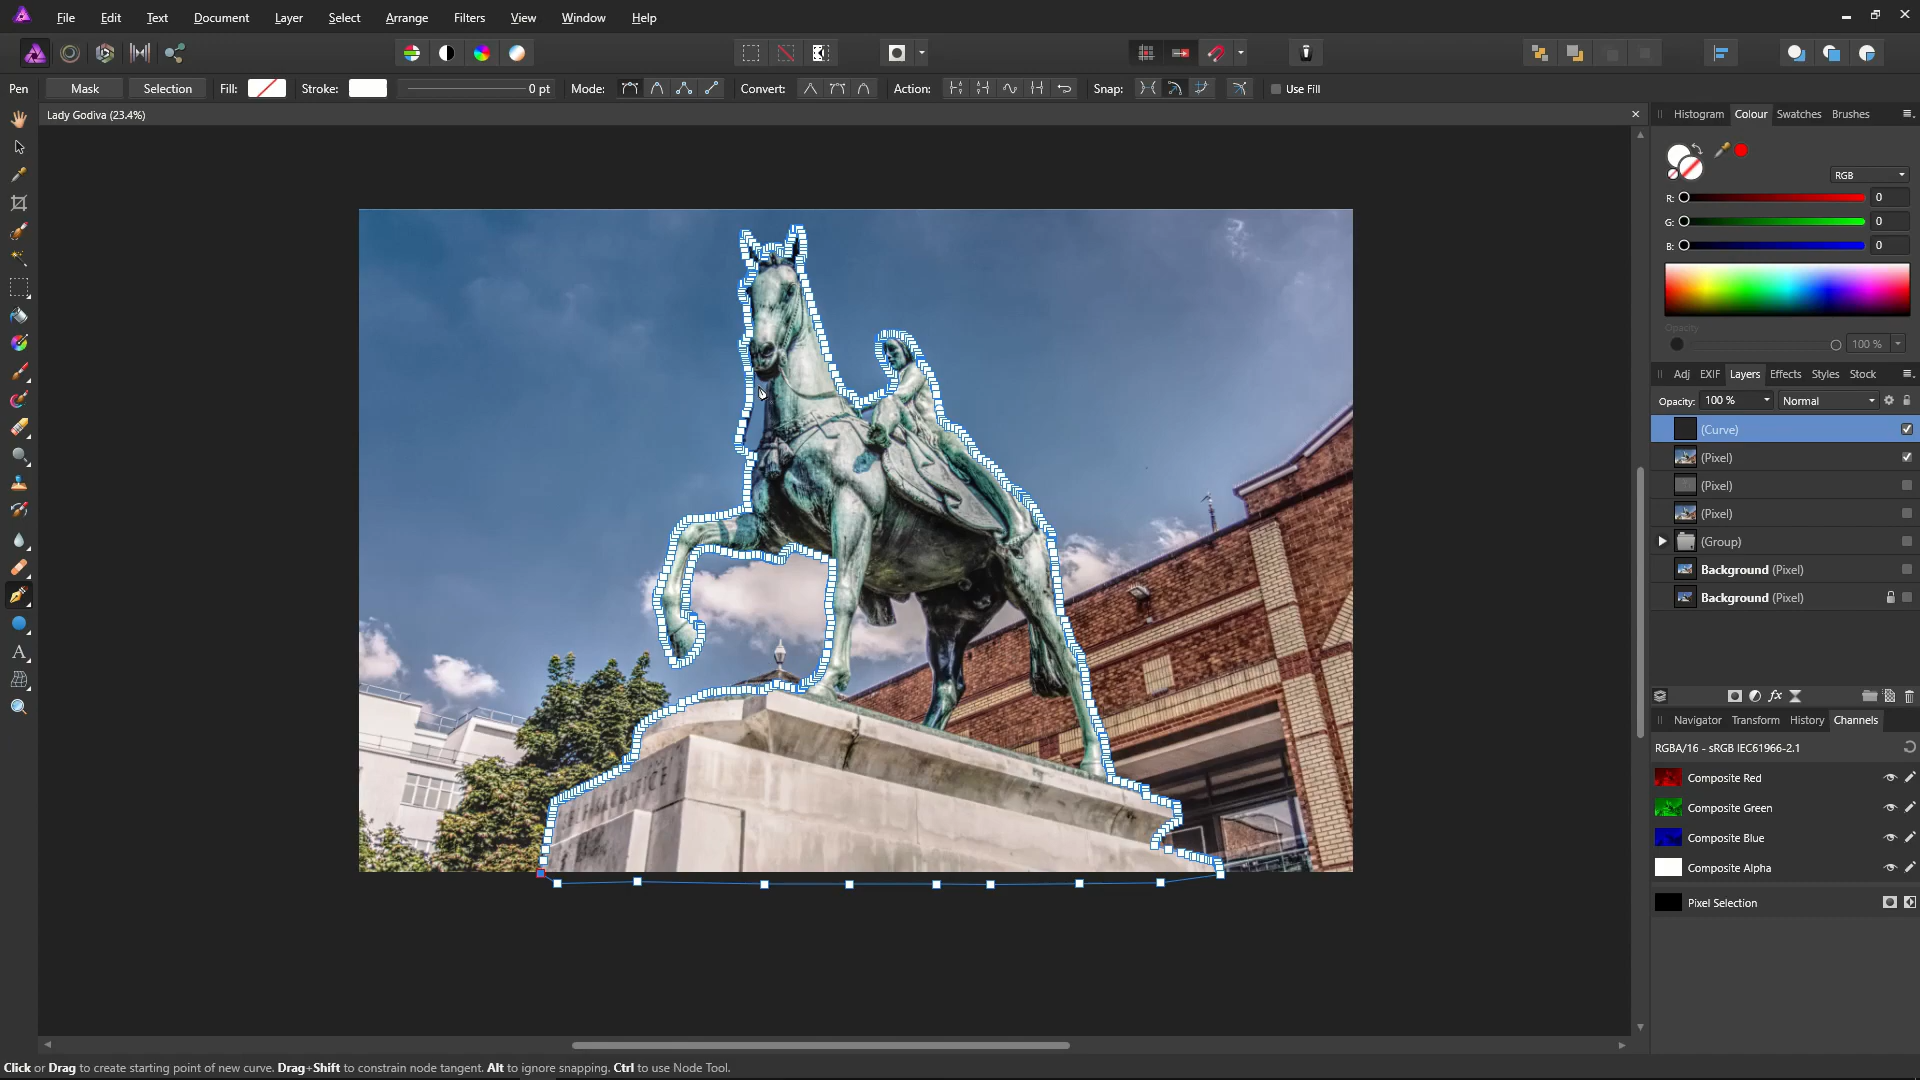 File Edit Text Document Layer Select Arrange Filters View Window Help
Pen Mask Selection Fill: Stroke: 0 pt Mode: Convert: Action: Snap: Use Fill
Lady Godiva (23.4%)
Histogram Colour Swatches Brushes
RGB
R: 0
G: 0
B: 0
Opacity
100 %
Adj EXIF Layers Effects Styles Stock
Opacity: 100 % Normal
(Curve)
(Pixel)
(Pixel)
(Pixel)
(Group)
Background (Pixel)
Background (Pixel)
Navigator Transform History Channels
RGBA/16 - sRGB IEC61966-2.1
Composite Red
Composite Green
Composite Blue
Composite Alpha
Pixel Selection
Click or Drag to create starting point of new curve. Drag+Shift to constrain node tangent. Alt to ignore snapping. Ctrl to use Node Tool.